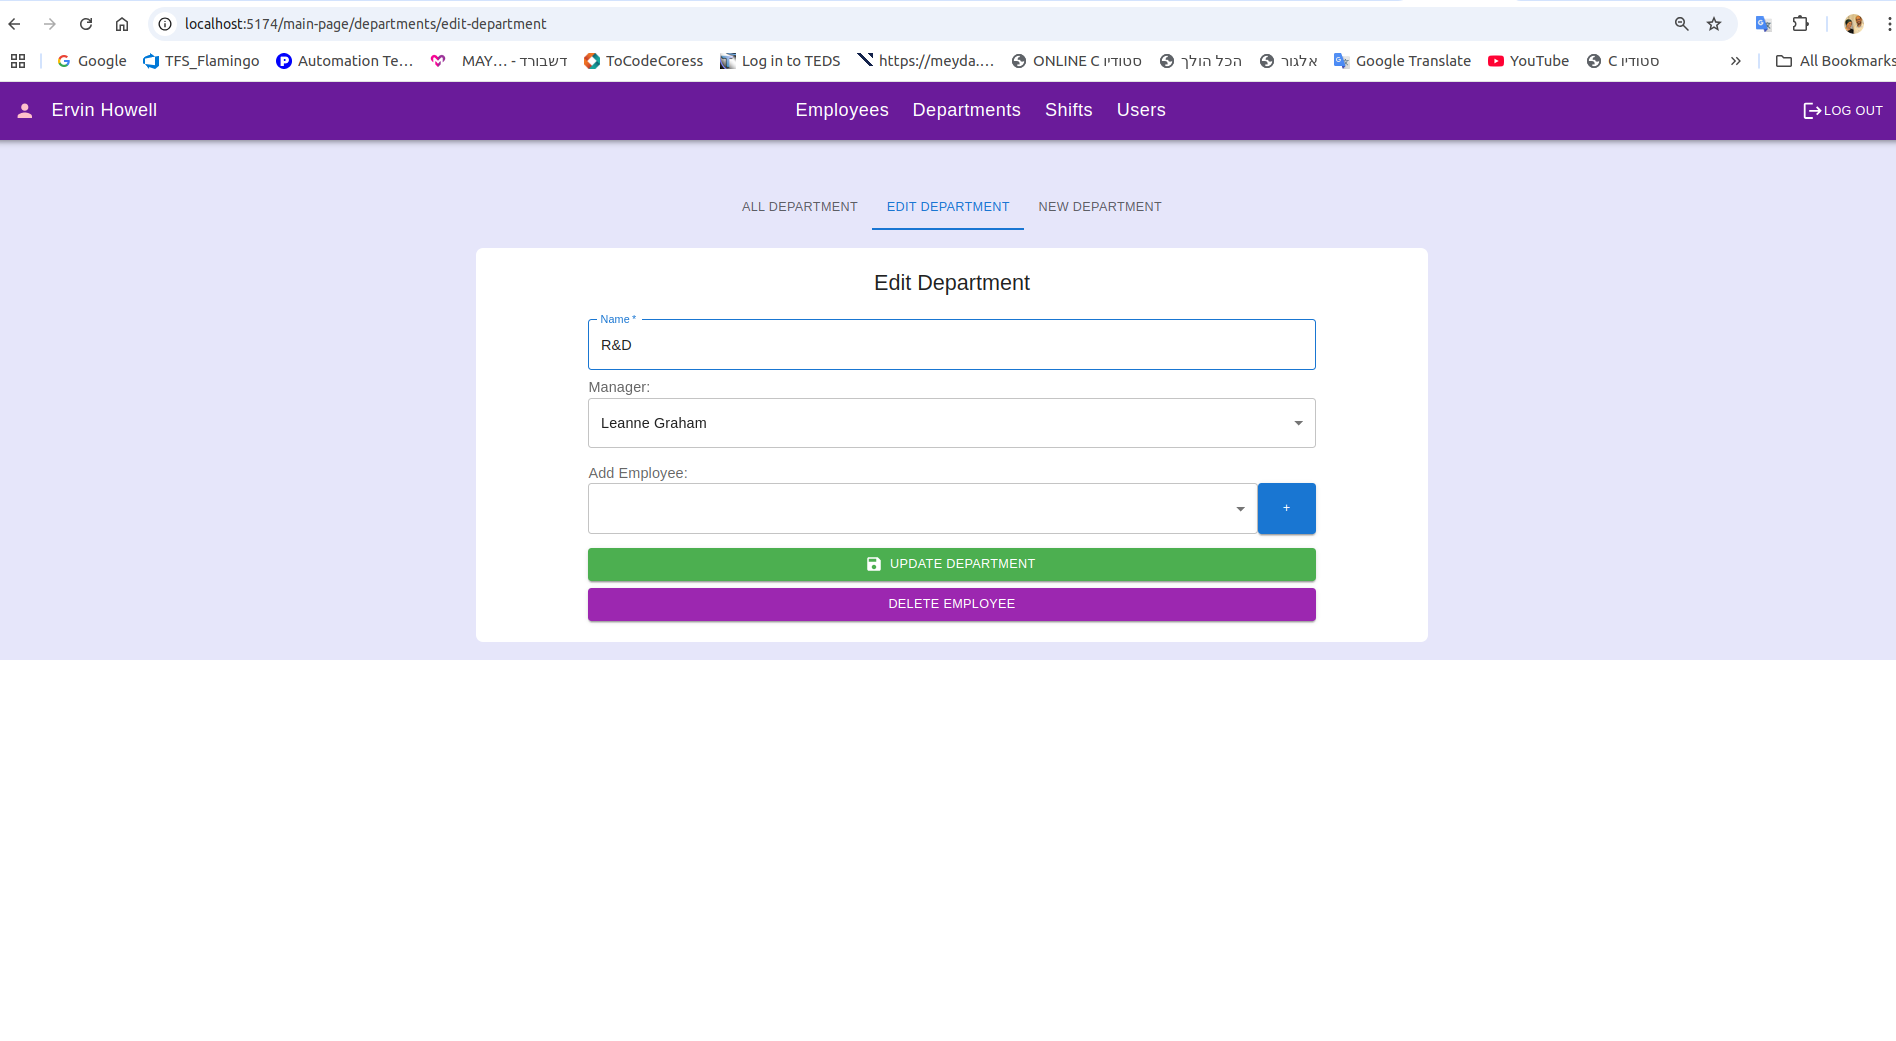 localhost:5174/main-page/departments/edit-department
Google TFS_Flamingo Automation Te... MAY... - דשבורד ToCodeCoress Log in to TEDS https://meyda.... ONLINE C סטודיו הכל הולך אלגור Google Translate YouTube C סטודיו » All Bookmarks
Ervin Howell Employees Departments Shifts Users LOG OUT
ALL DEPARTMENT EDIT DEPARTMENT NEW DEPARTMENT
Edit Department
Name *
R&D
Manager:
Leanne Graham
Add Employee:
+
UPDATE DEPARTMENT
DELETE EMPLOYEE